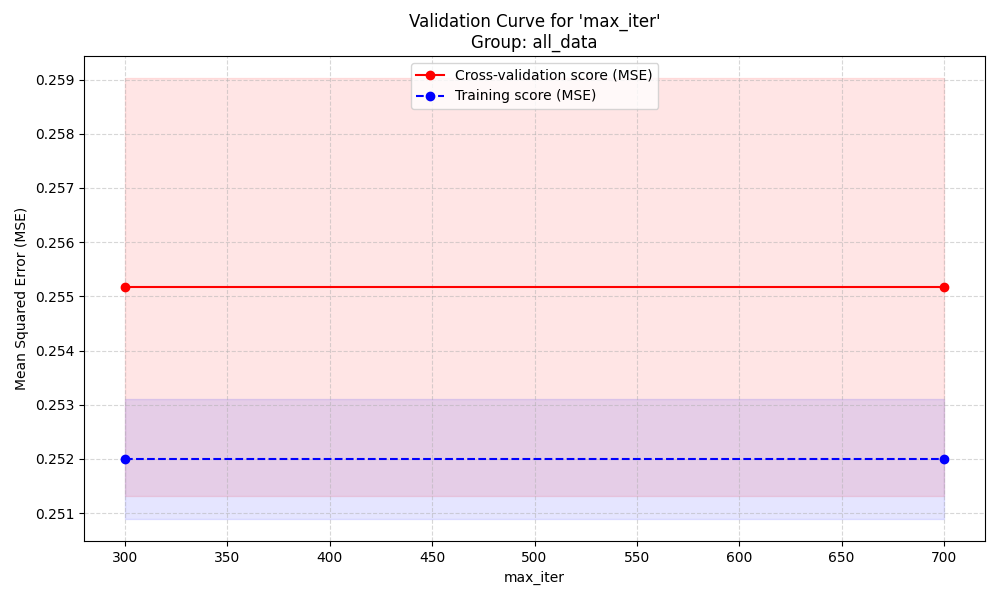 Validation Curve for 'max_iter'
Group: all_data
Cross-validation score (MSE)
Training score (MSE)
Mean Squared Error (MSE)
0.259
0.258
0.257
0.256
0.255
0.254
0.253
0.252
0.251
300 350 400 450 500 550 600 650 700
max_iter